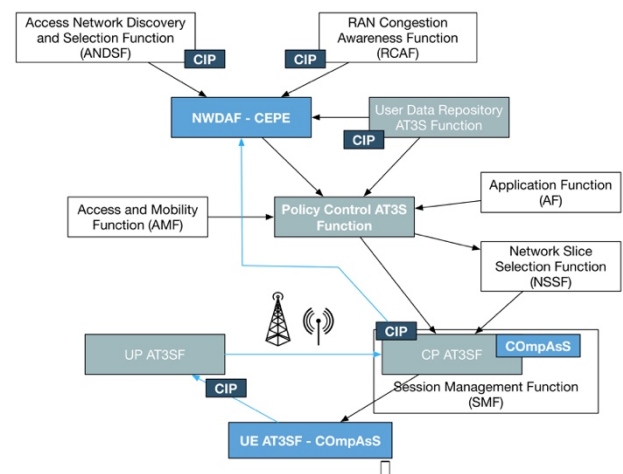 Access Network Discovery
and Selection Function
(ANDSF)
CIP
RAN Congestion
Awareness Function
(RCAF)
CIP
NWDAF - CEPE
User Data Repository
AT3S Function
CIP
Application Function
(AF)
Access and Mobility
Function (AMF)
Policy Control AT3S
Function
Network Slice
Selection Function
(NSSF)
CIP
UP AT3SF
CP AT3SF
COmpAsS
CIP
Session Management Function
(SMF)
UE AT3SF - COmpAsS